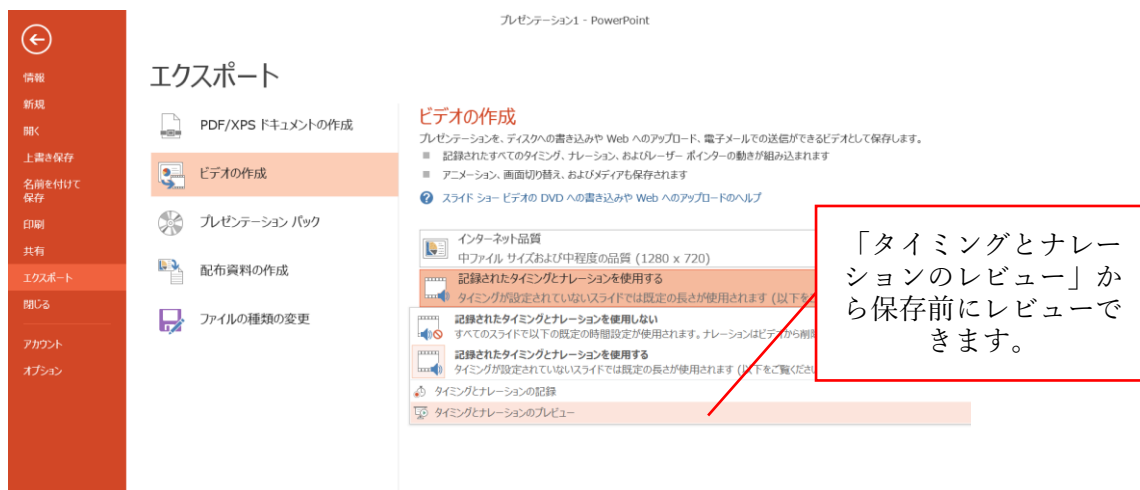 プレゼンテーション1 - PowerPoint
情報
新規
開く
上書き保存
名前を付けて
保存
印刷
共有
エクスポート
閉じる
アカウント
オプション
エクスポート
PDF/XPS ドキュメントの作成
ビデオの作成
プレゼンテーション パック
配布資料の作成
ファイルの種類の変更
ビデオの作成
プレゼンテーションを、ディスクへの書き込みや Web へのアップロード、電子メールでの送信ができるビデオとして保存します。
記録されたすべてのタイミング、ナレーション、およびレーザー ポインターの動きが組み込まれます
アニメーション、画面切り替え、およびメディアも保存されます
スライド ショー ビデオの DVD への書き込みや Web へのアップロードのヘルプ
インターネット品質
中ファイル サイズおよび中程度の品質 (1280 x 720)
記録されたタイミングとナレーションを使用する
タイミングが設定されていないスライドでは既定の長さが使用されます (以下を
記録されたタイミングとナレーションを使用しない
すべてのスライドで以下の既定の時間設定が使用されます。ナレーションはビデオから削
記録されたタイミングとナレーションを使用する
タイミングが設定されていないスライドでは既定の長さが使用されます (以下をご覧くださ
タイミングとナレーションの記録
タイミングとナレーションのプレビュー
「タイミングとナレー
ションのレビュー」か
ら保存前にレビューで
きます。